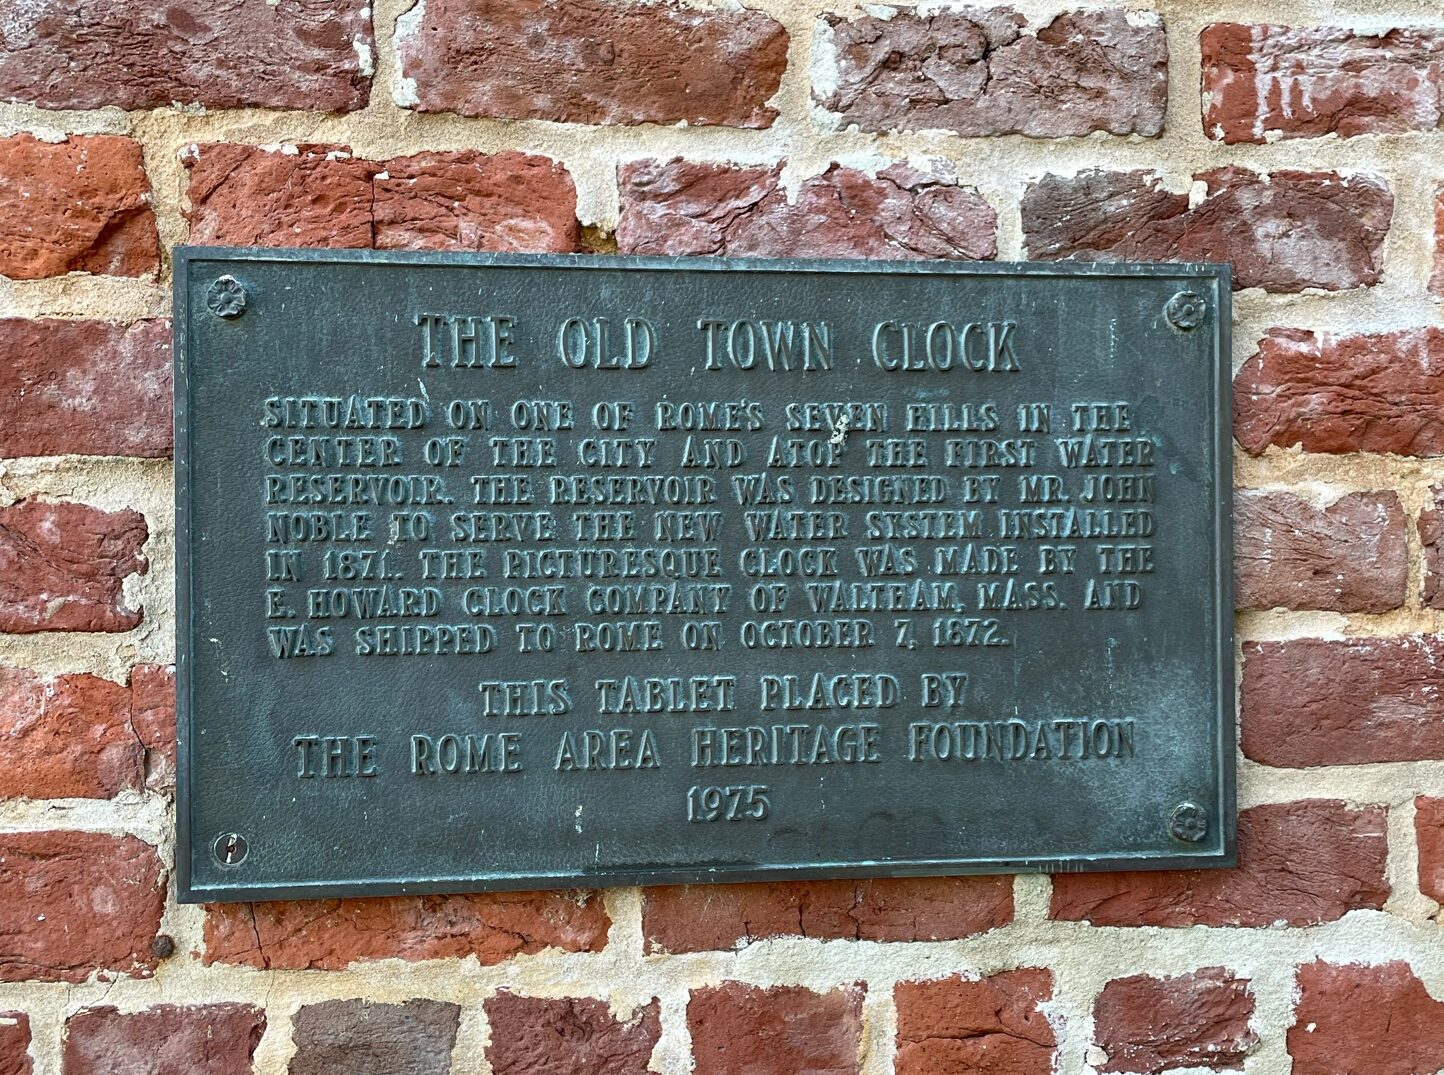 THE OLD TOWN CLOCK
SITUATED ON ONE OF ROME'S SEVEN HILLS IN THE
CENTER OF THE CITY AND ATOP THE FIRST WATER
RESERVOIR. THE RESERVOIR WAS DESIGNED BY MR. JOHN
NOBLE TO SERVE THE NEW WATER SYSTEM INSTALLED
IN 1871. THE PICTURESQUE CLOCK WAS MADE BY THE
E. HOWARD CLOCK COMPANY OF WALTHAM, MASS. AND
WAS SHIPPED TO ROME ON OCTOBER 7, 1872.
THIS TABLET PLACED BY
THE ROME AREA HERITAGE FOUNDATION
1975